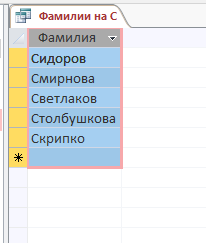 Фамилии на С
Фамилия
Сидоров
Смирнова
Светлаков
Столбушкова
Скрипко